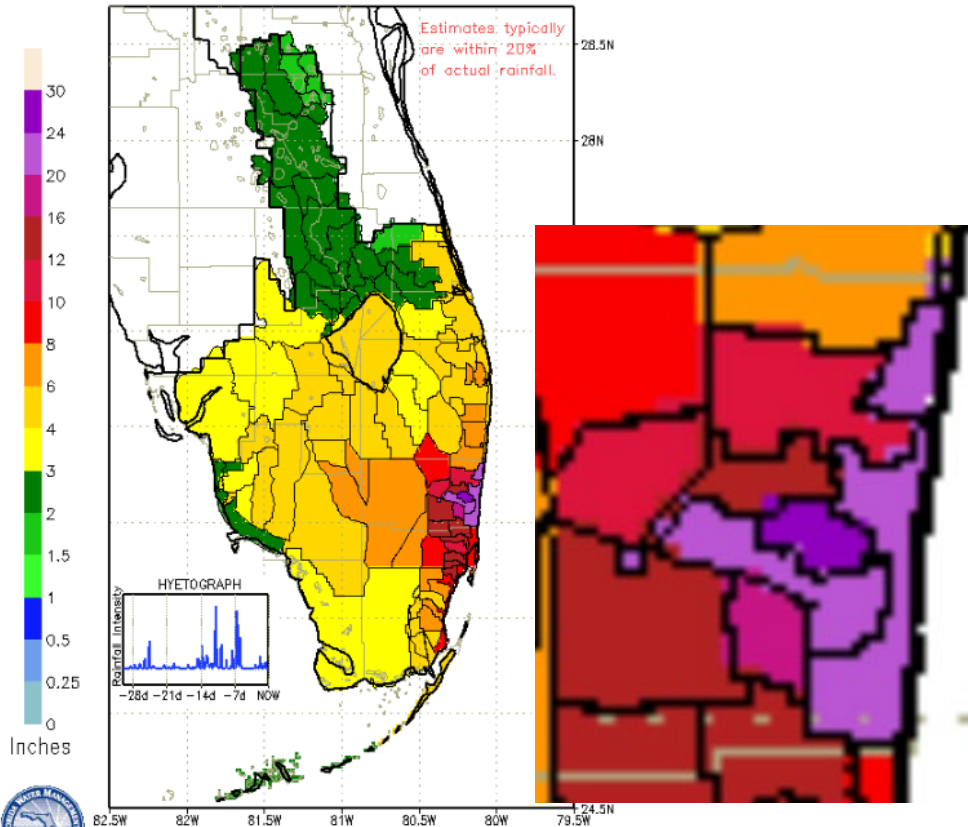 Estimates typically
are within 20%
of actual rainfall.
28.5N
28N
24.5N
30
24
20
16
12
10
8
6
4
3
2
1.5
1
0.5
0.25
0
Inches
HYETOGRAPH
Rainfall Intensity
-28d -21d -14d -7d NOW
82.5W 82W 81.5W 81W 80.5W 80W 79.5W
WATER